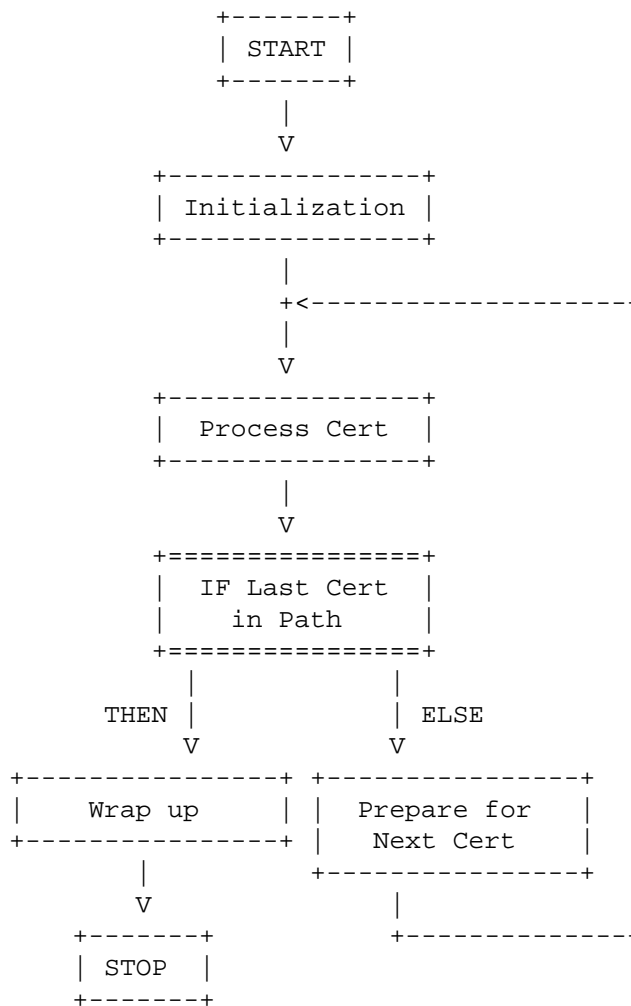 START
Initialization
Process Cert
IF Last Cert
in Path
THEN
ELSE
Wrap up
Prepare for
Next Cert
STOP